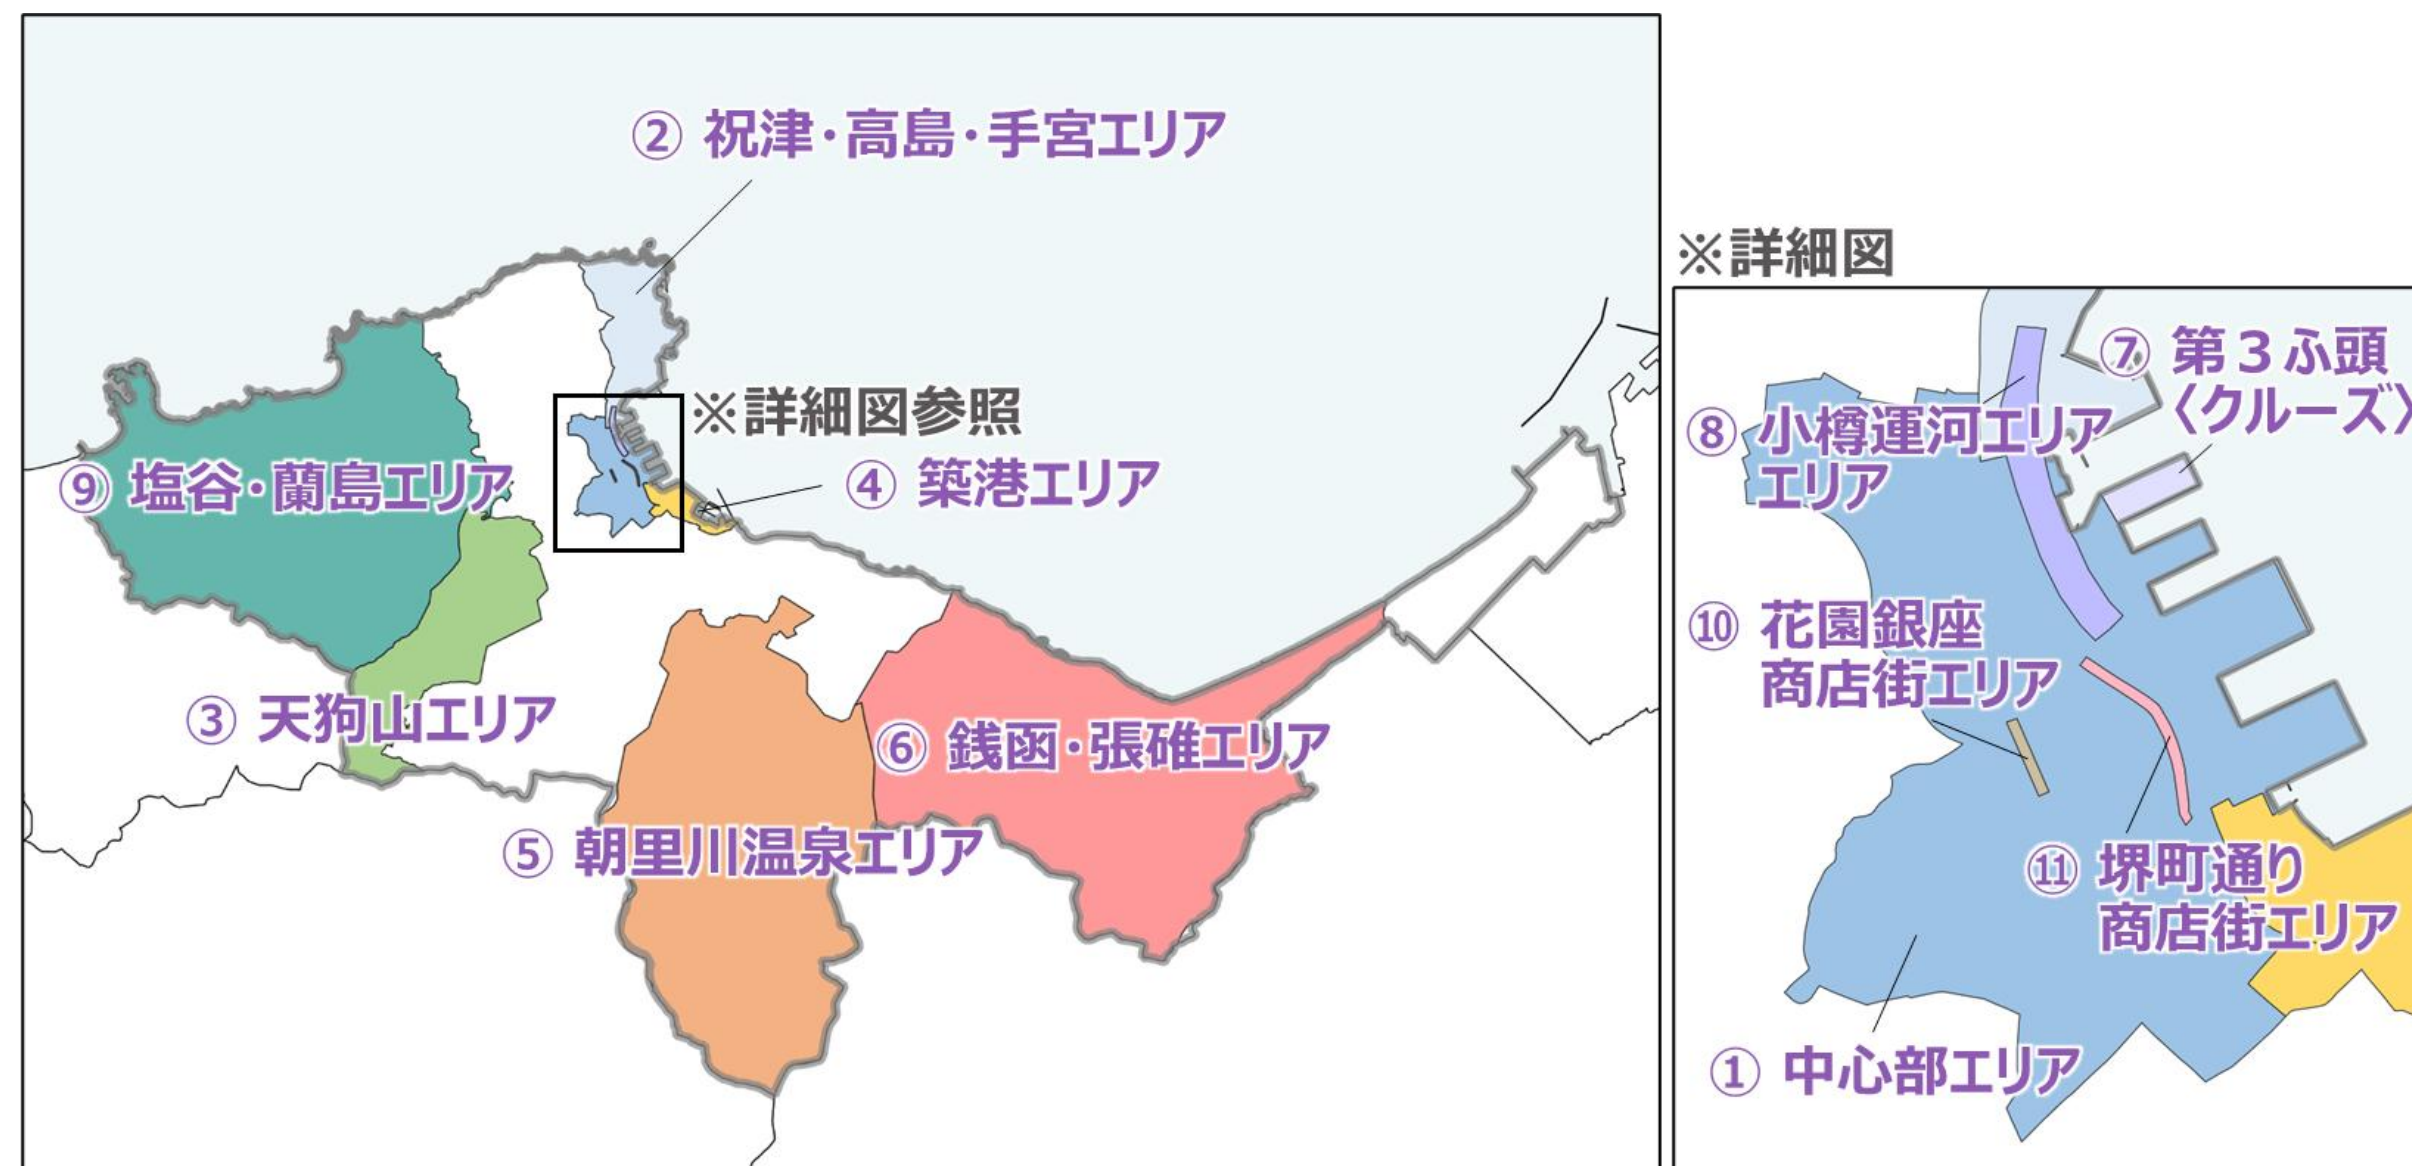 ② 祝津・高島・手宮エリア
※詳細図参照
④ 築港エリア
⑨ 塩谷・蘭島エリア
③ 天狗山エリア
⑥ 銭函・張碓エリア
⑤ 朝里川温泉エリア
※詳細図
⑦ 第３ふ頭
〈クルーズ〉
⑧ 小樽運河エリア
エリア
⑩ 花園銀座
商店街エリア
⑪ 堺町通り
商店街エリア
① 中心部エリア